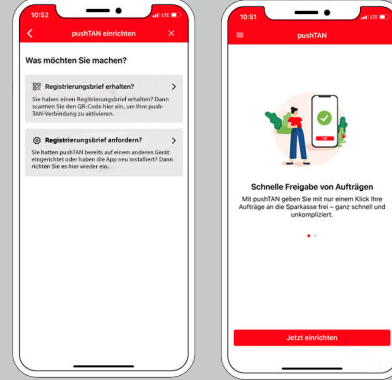 10:52
LTE
pushTAN einrichten
Was möchten Sie machen?
Registrierungsbrief erhalten?
Sie haben einen Regitrierungsbrief erhalten? Dann
scannen Sie den QR-Code hier ein, um Ihre push-
TAN-Verbindung zu aktivieren.
Registrierungsbrief anfordern?
Sie hatten pushTAN bereits auf einem anderen Gerät
eingerichtet oder haben die App neu installiert? Dann
richten Sie es hier wieder ein.
10:51
LTE
pushTAN
Schnelle Freigabe von Aufträgen
Mit pushTAN geben Sie mit nur einem Klick Ihre
Aufträge an die Sparkasse frei – ganz schnell und
unkompliziert.
Jetzt einrichten